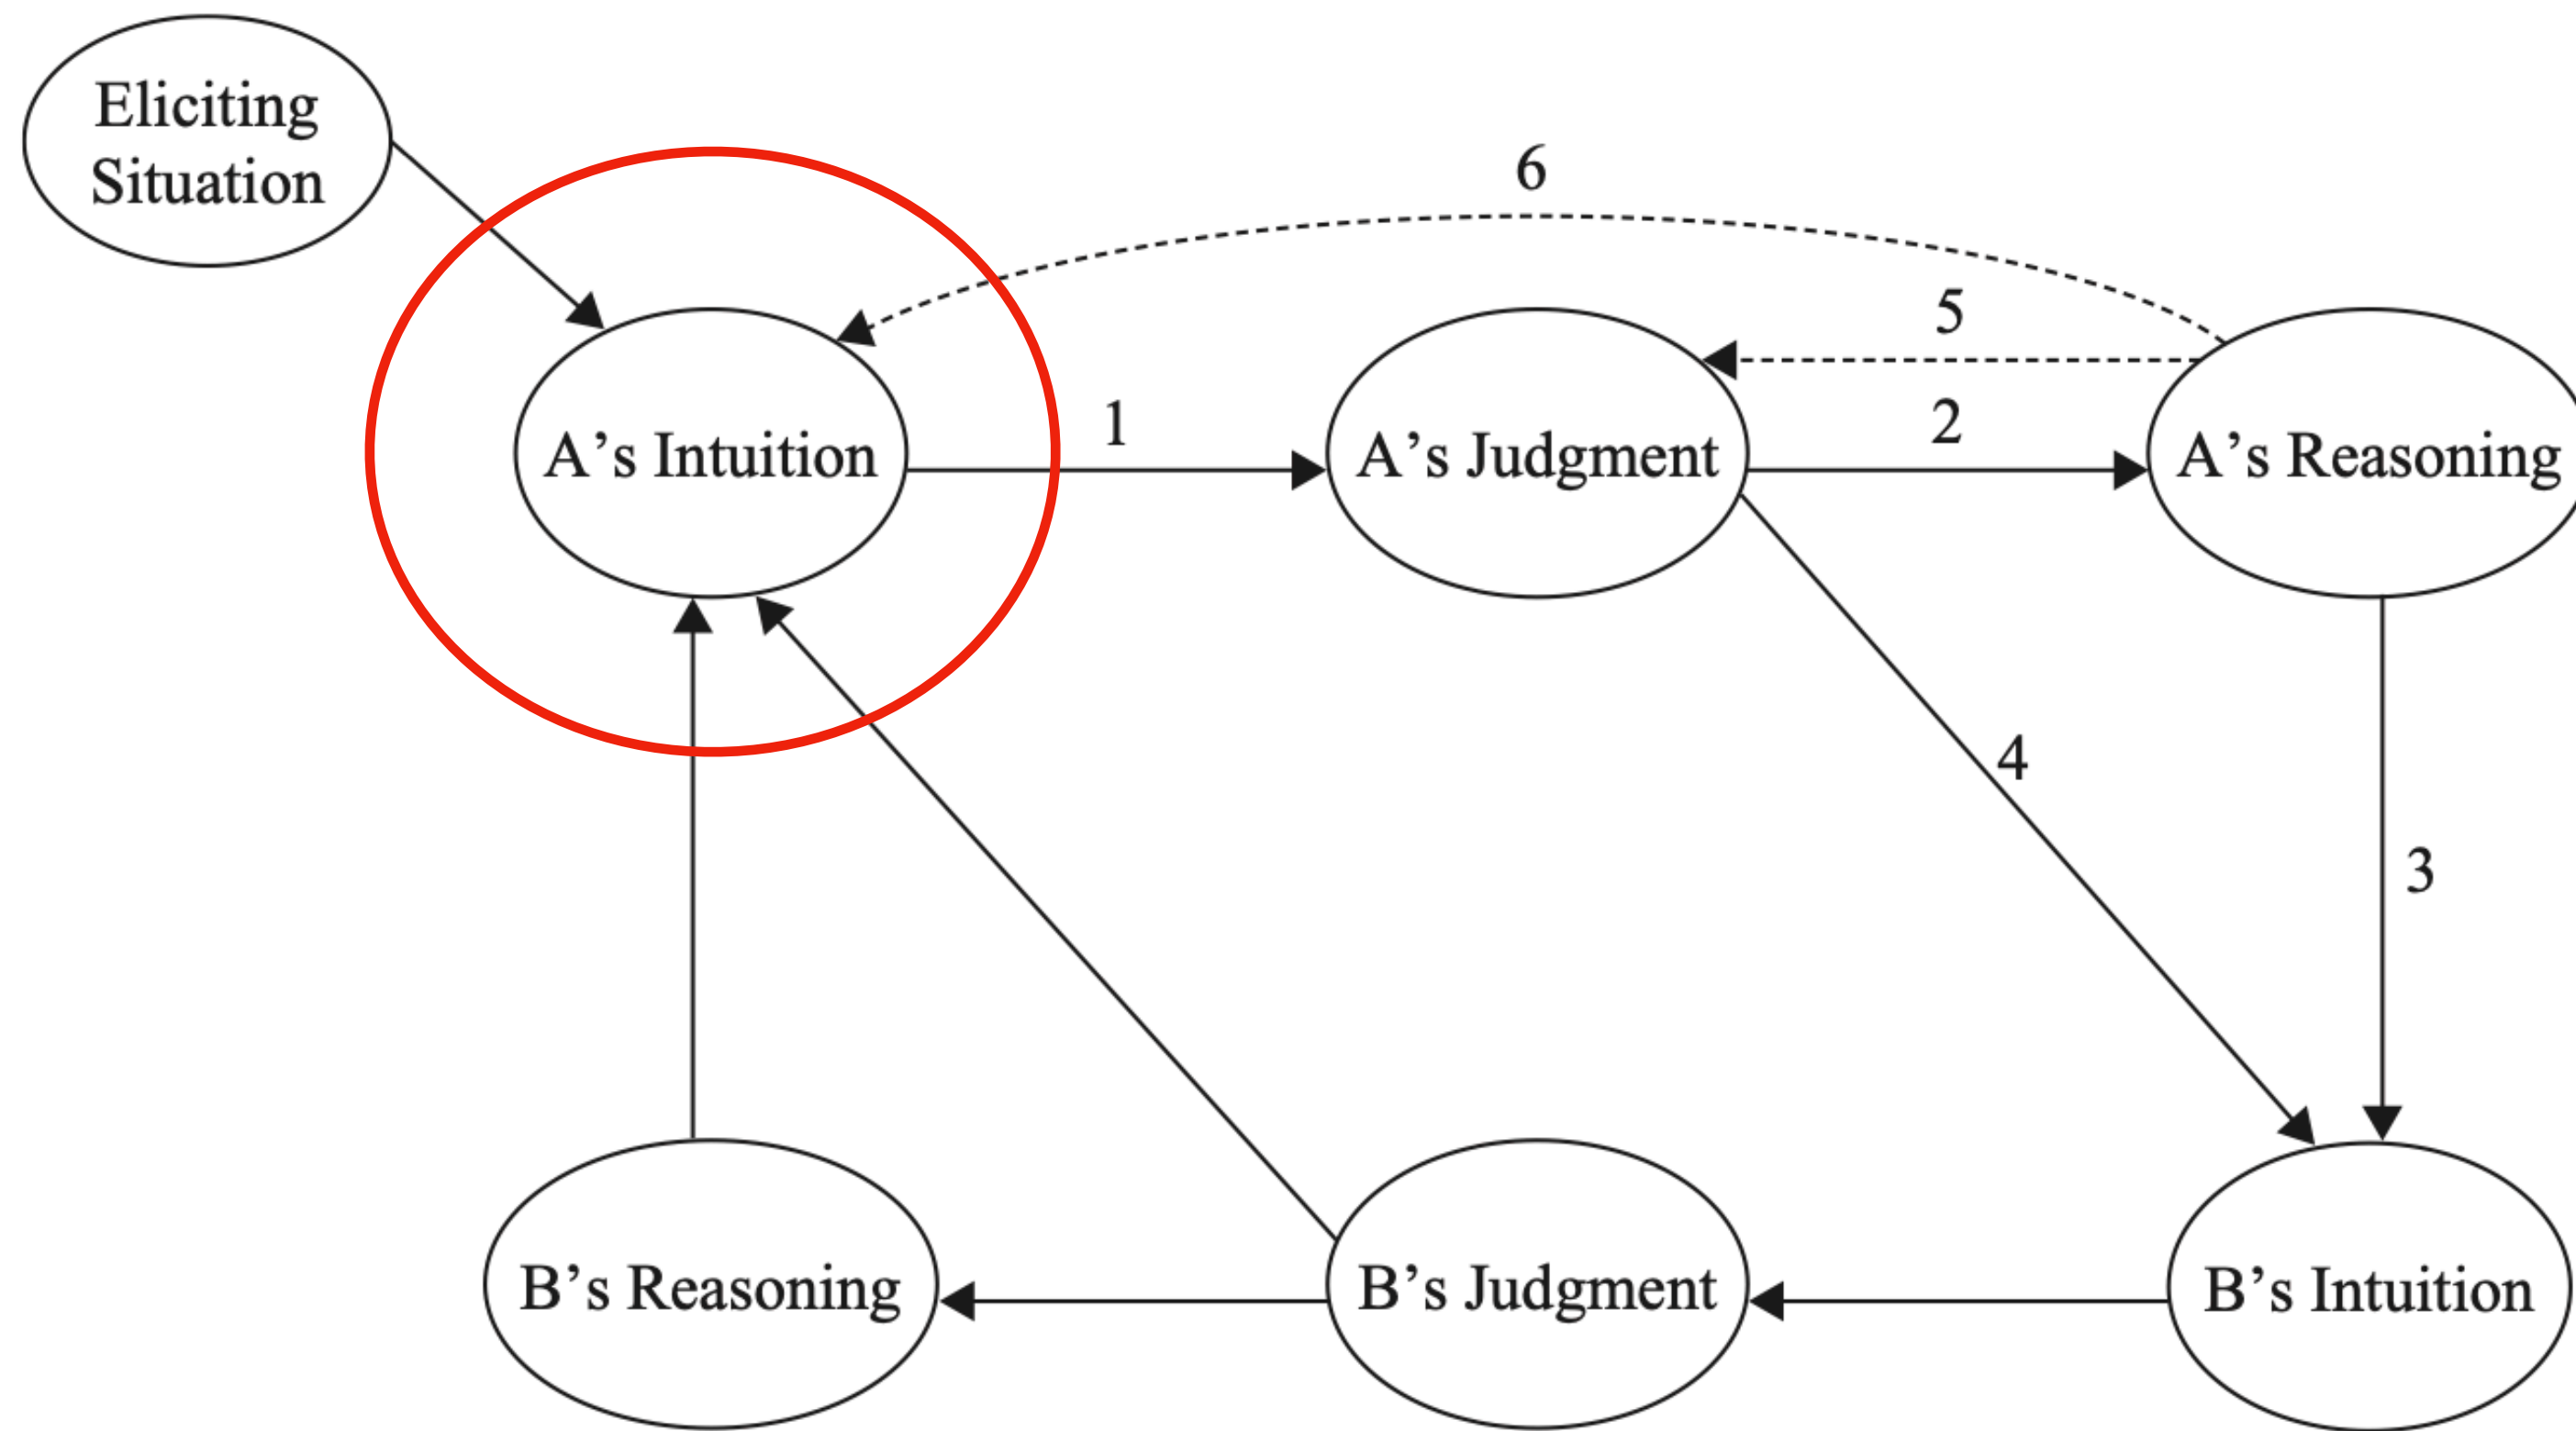 Eliciting
Situation
6
5
A’s Intuition
1
A’s Judgment
2
A’s Reasoning
4
3
B’s Reasoning
B’s Judgment
B’s Intuition